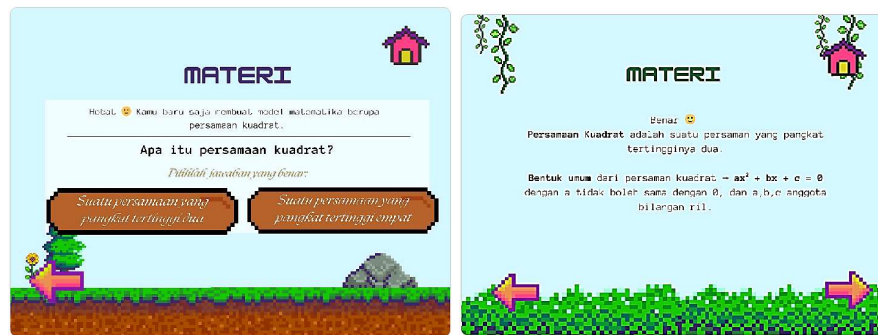 MATERI
Hebat 🙂 Kamu baru saja membuat model matematika berupa
persamaan kuadrat.
Apa itu persamaan kuadrat?
Pilihlah jawaban yang benar:
Suatu persamaan yang
pangkat tertinggi dua
Suatu persamaan yang
pangkat tertinggi empat
MATERI
Benar 🙂
Persamaan Kuadrat adalah suatu persaman yang pangkat
tertingginya dua.
Bentuk umum dari persaman kuadrat → ax² + bx + c = 0
dengan a tidak boleh sama dengan 0, dan a,b,c anggota
bilangan ril.